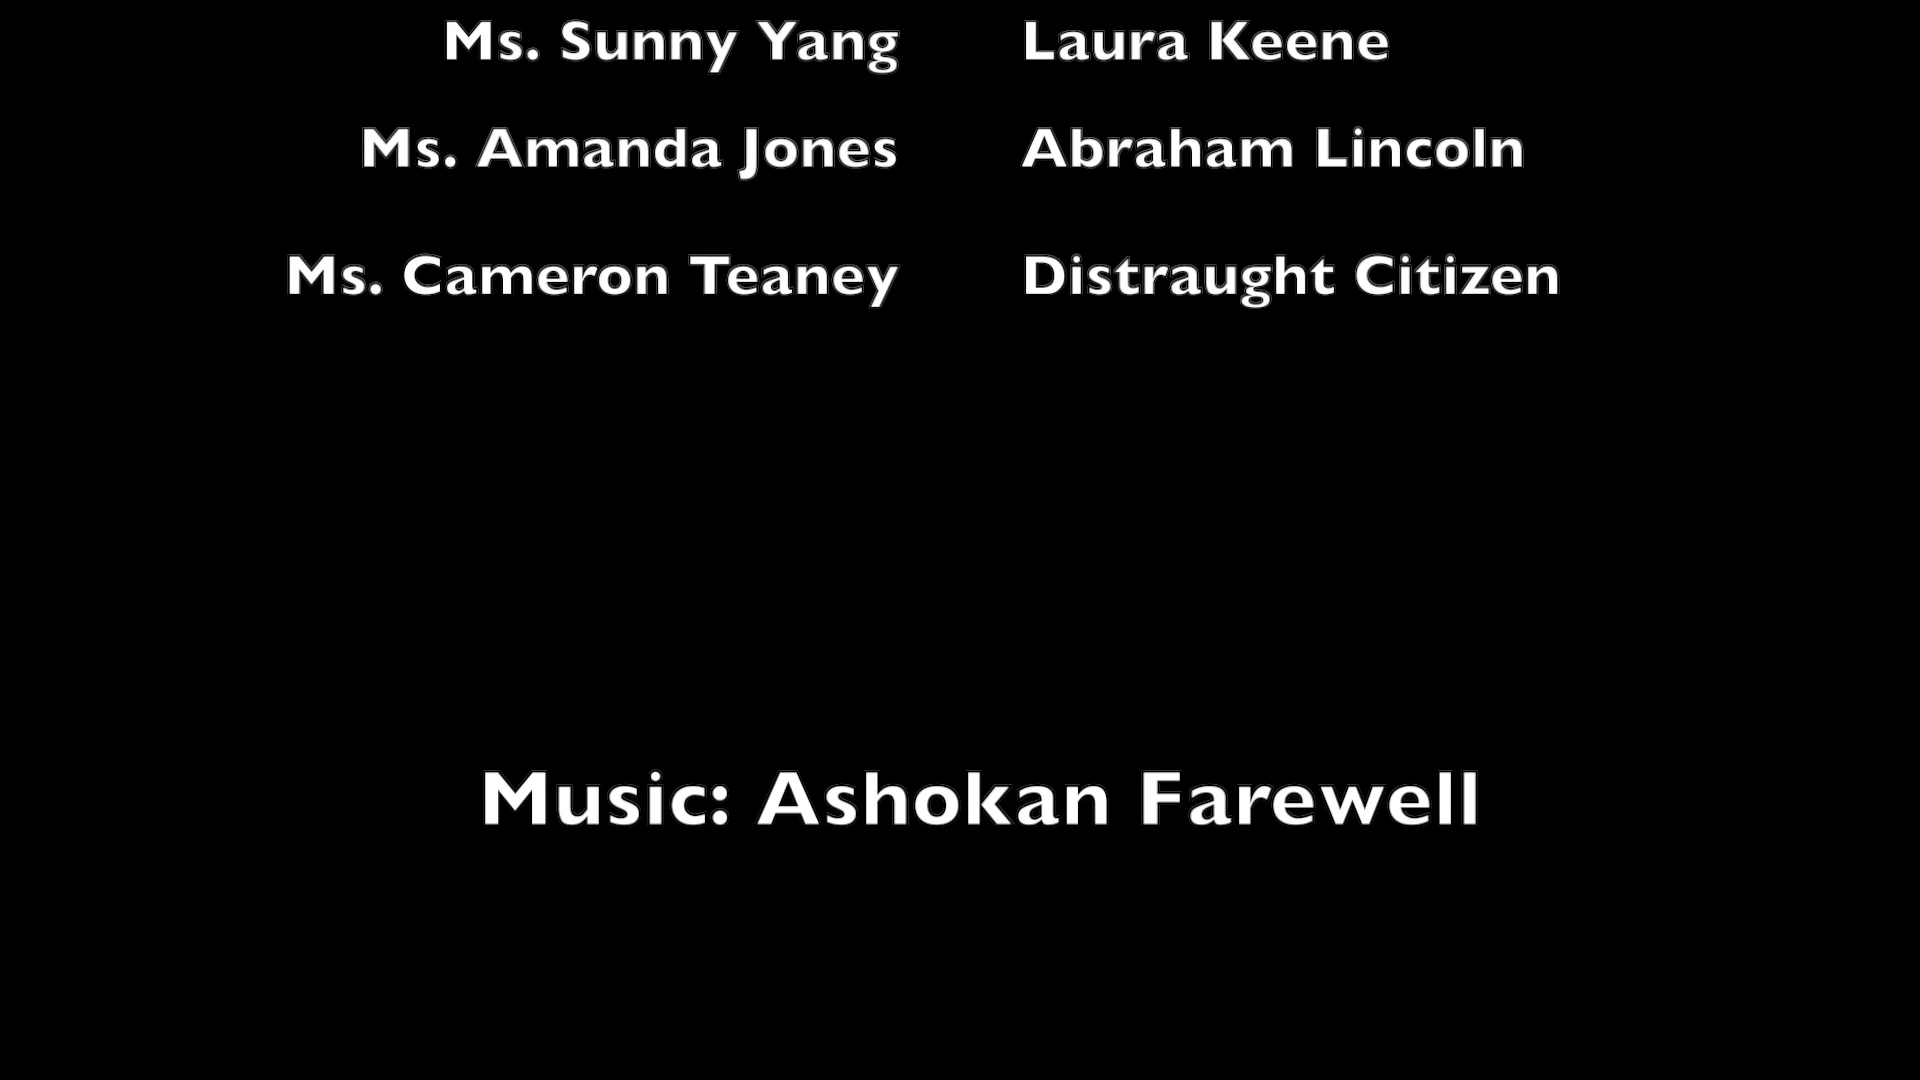 Ms. Sunny Yang Laura Keene
Ms. Amanda Jones Abraham Lincoln
Ms. Cameron Teaney Distraught Citizen
Music: Ashokan Farewell